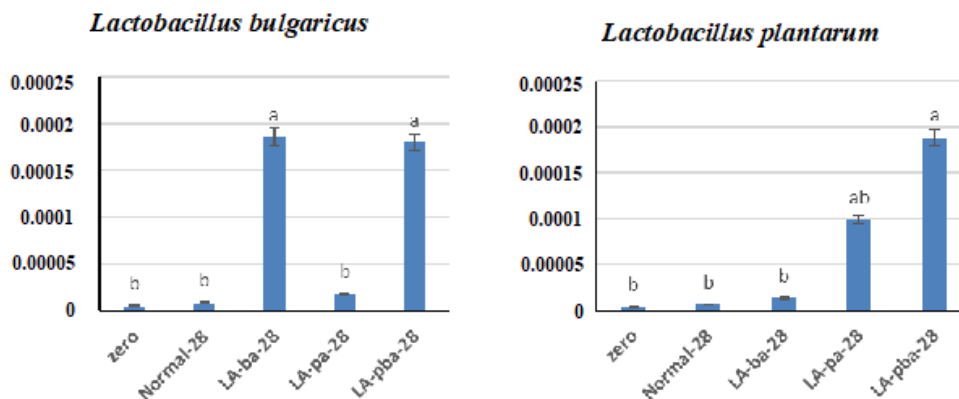 Lactobacillus bulgaricus
0.00025
0.0002
0.00015
0.0001
0.00005
0
b
b
a
b
a
zero
Normal-28
LA-ba-28
LA-pa-28
LA-pba-28
Lactobacillus plantarum
0.00025
0.0002
0.00015
0.0001
0.00005
0
b
b
b
ab
a
zero
Normal-28
LA-ba-28
LA-pa-28
LA-pba-28